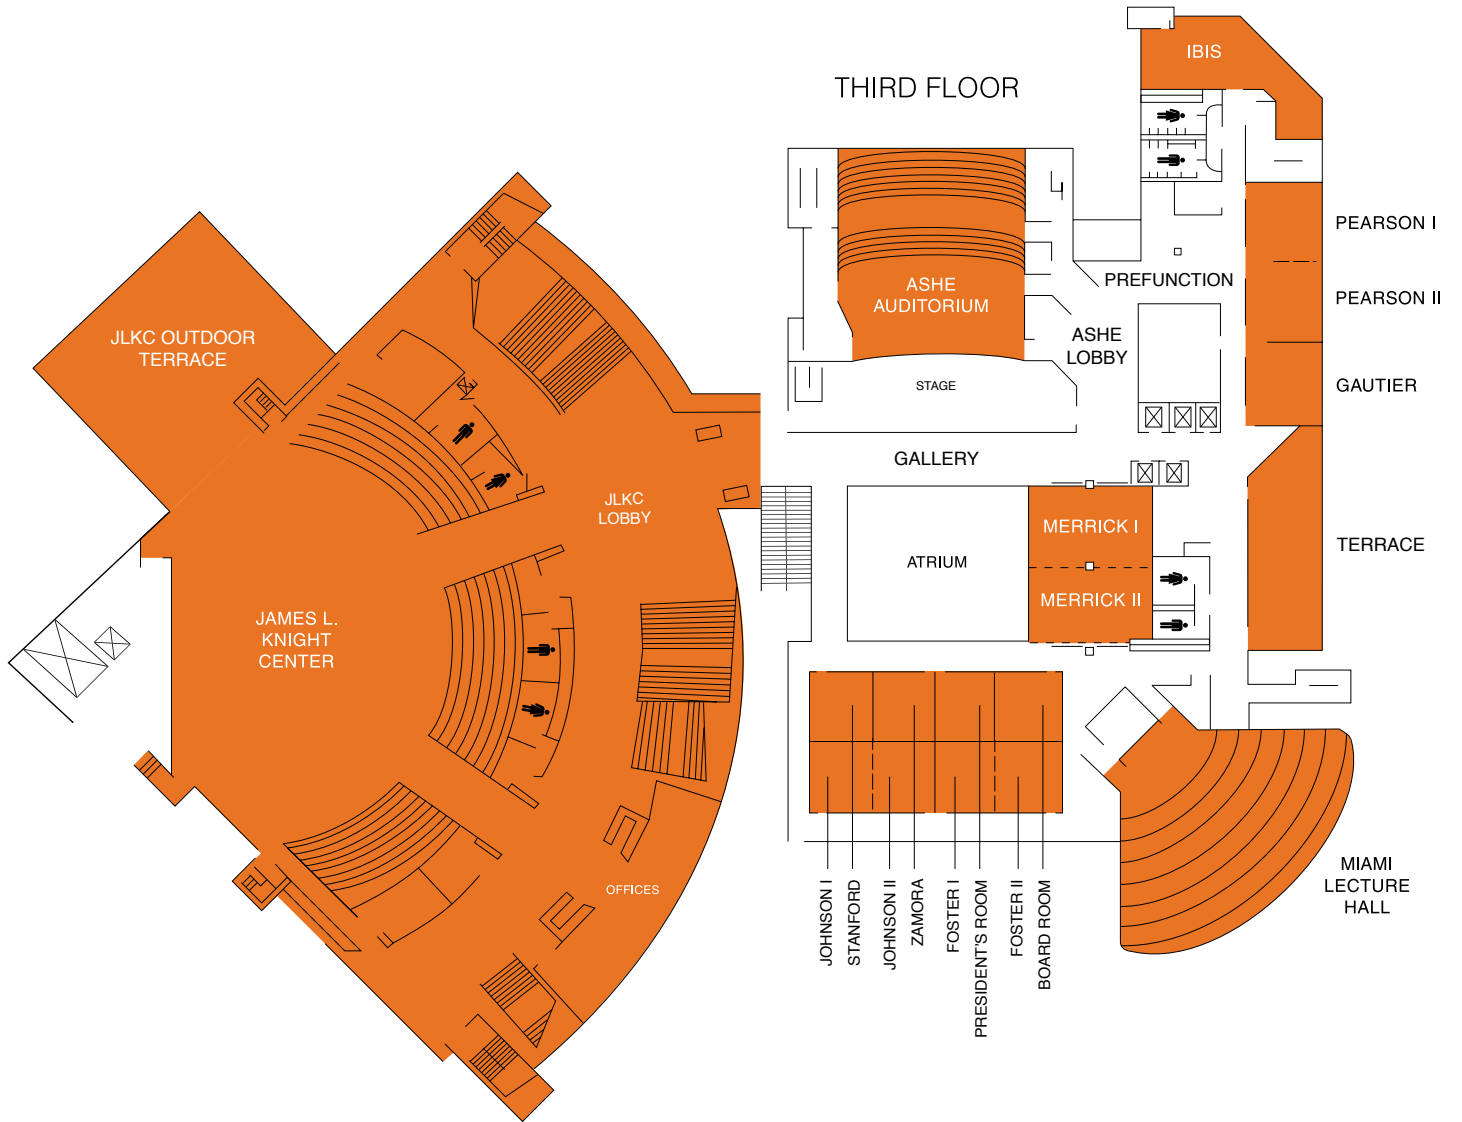 THIRD FLOOR
IBIS
PEARSON I
PEARSON II
GAUTIER
TERRACE
PREFUNCTION
ASHE
AUDITORIUM
ASHE
LOBBY
STAGE
GALLERY
JLKC OUTDOOR
TERRACE
JLKC
LOBBY
ATRIUM
MERRICK I
MERRICK II
JAMES L.
KNIGHT
CENTER
OFFICES
JOHNSON I
STANFORD
JOHNSON II
ZAMORA
FOSTER I
PRESIDENT'S ROOM
FOSTER II
BOARD ROOM
MIAMI
LECTURE
HALL